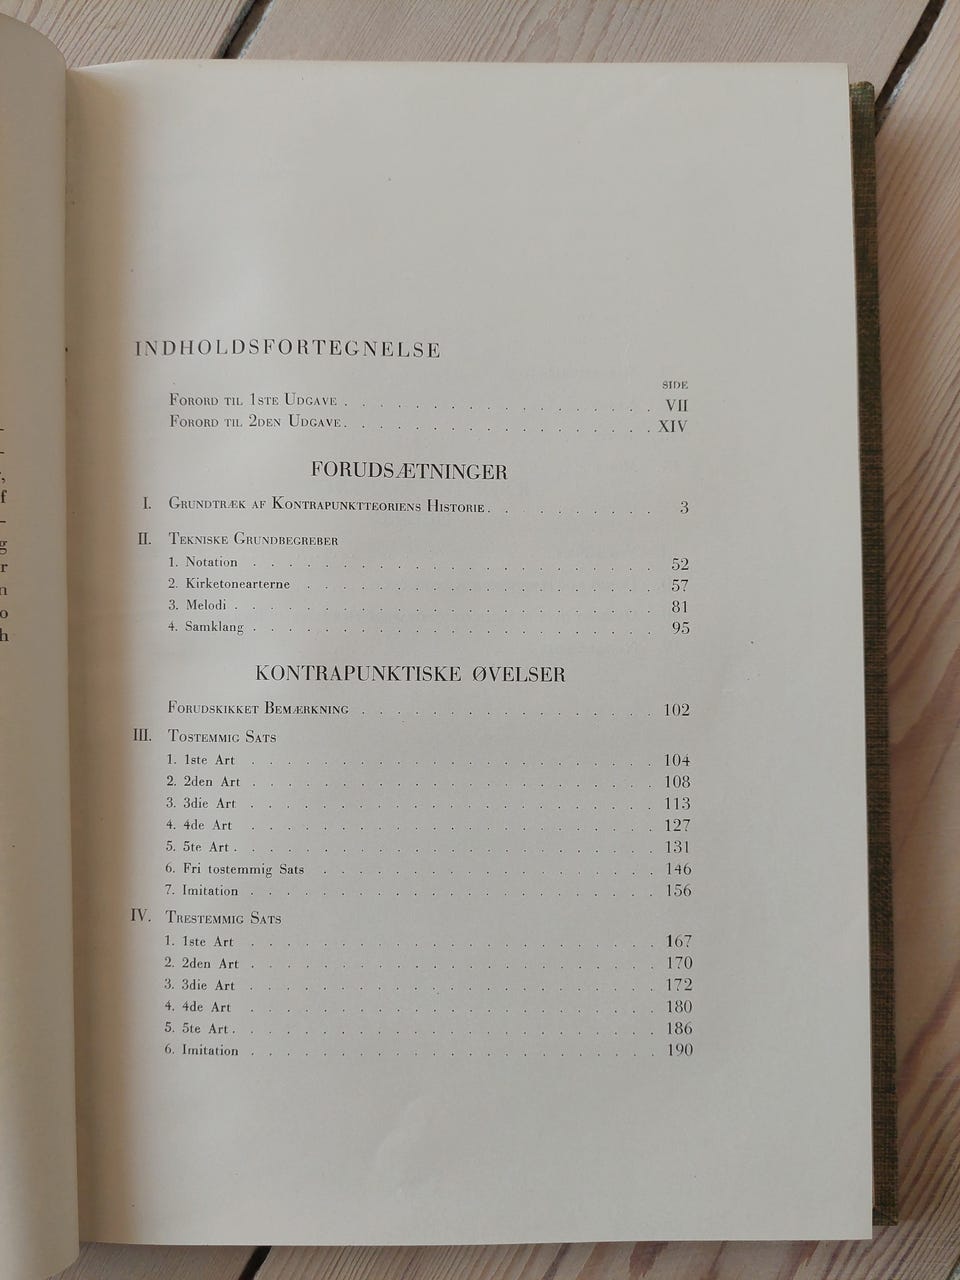 INDHOLDSFORTEGNELSE
SIDE
FORORD TIL 1STE UDGAVE . . . . . . . . . . . . . . . . . . VII
FORORD TIL 2DEN UDGAVE . . . . . . . . . . . . . . . . . . XIV
FORUDSÆTNINGER
I. GRUNDTRÆK AF KONTRAPUNKTTEORIENS HISTORIE . . . . . . . . . . 3
II. TEKNISKE GRUNDBEGREBER
1. Notation . . . . . . . . . . . . . . . . . . 52
2. Kirketonearterne . . . . . . . . . . . . . . . . 57
3. Melodi . . . . . . . . . . . . . . . . . . . 81
4. Samklang . . . . . . . . . . . . . . . . . . 95
KONTRAPUNKTISKE ØVELSER
FORUDSKIKKET BEMÆRKNING . . . . . . . . . . . . . . 102
III. TOSTEMMIG SATS
1. 1ste Art . . . . . . . . . . . . . . . . . . 104
2. 2den Art . . . . . . . . . . . . . . . . . . 108
3. 3die Art . . . . . . . . . . . . . . . . . . 113
4. 4de Art . . . . . . . . . . . . . . . . . . 127
5. 5te Art . . . . . . . . . . . . . . . . . . . 131
6. Fri tostemmig Sats . . . . . . . . . . . . . . . 146
7. Imitation . . . . . . . . . . . . . . . . . . 156
IV. TRESTEMMIG SATS
1. 1ste Art . . . . . . . . . . . . . . . . . . 167
2. 2den Art . . . . . . . . . . . . . . . . . . 170
3. 3die Art . . . . . . . . . . . . . . . . . . 172
4. 4de Art . . . . . . . . . . . . . . . . . . 180
5. 5te Art . . . . . . . . . . . . . . . . . . . 186
6. Imitation . . . . . . . . . . . . . . . . . . 190